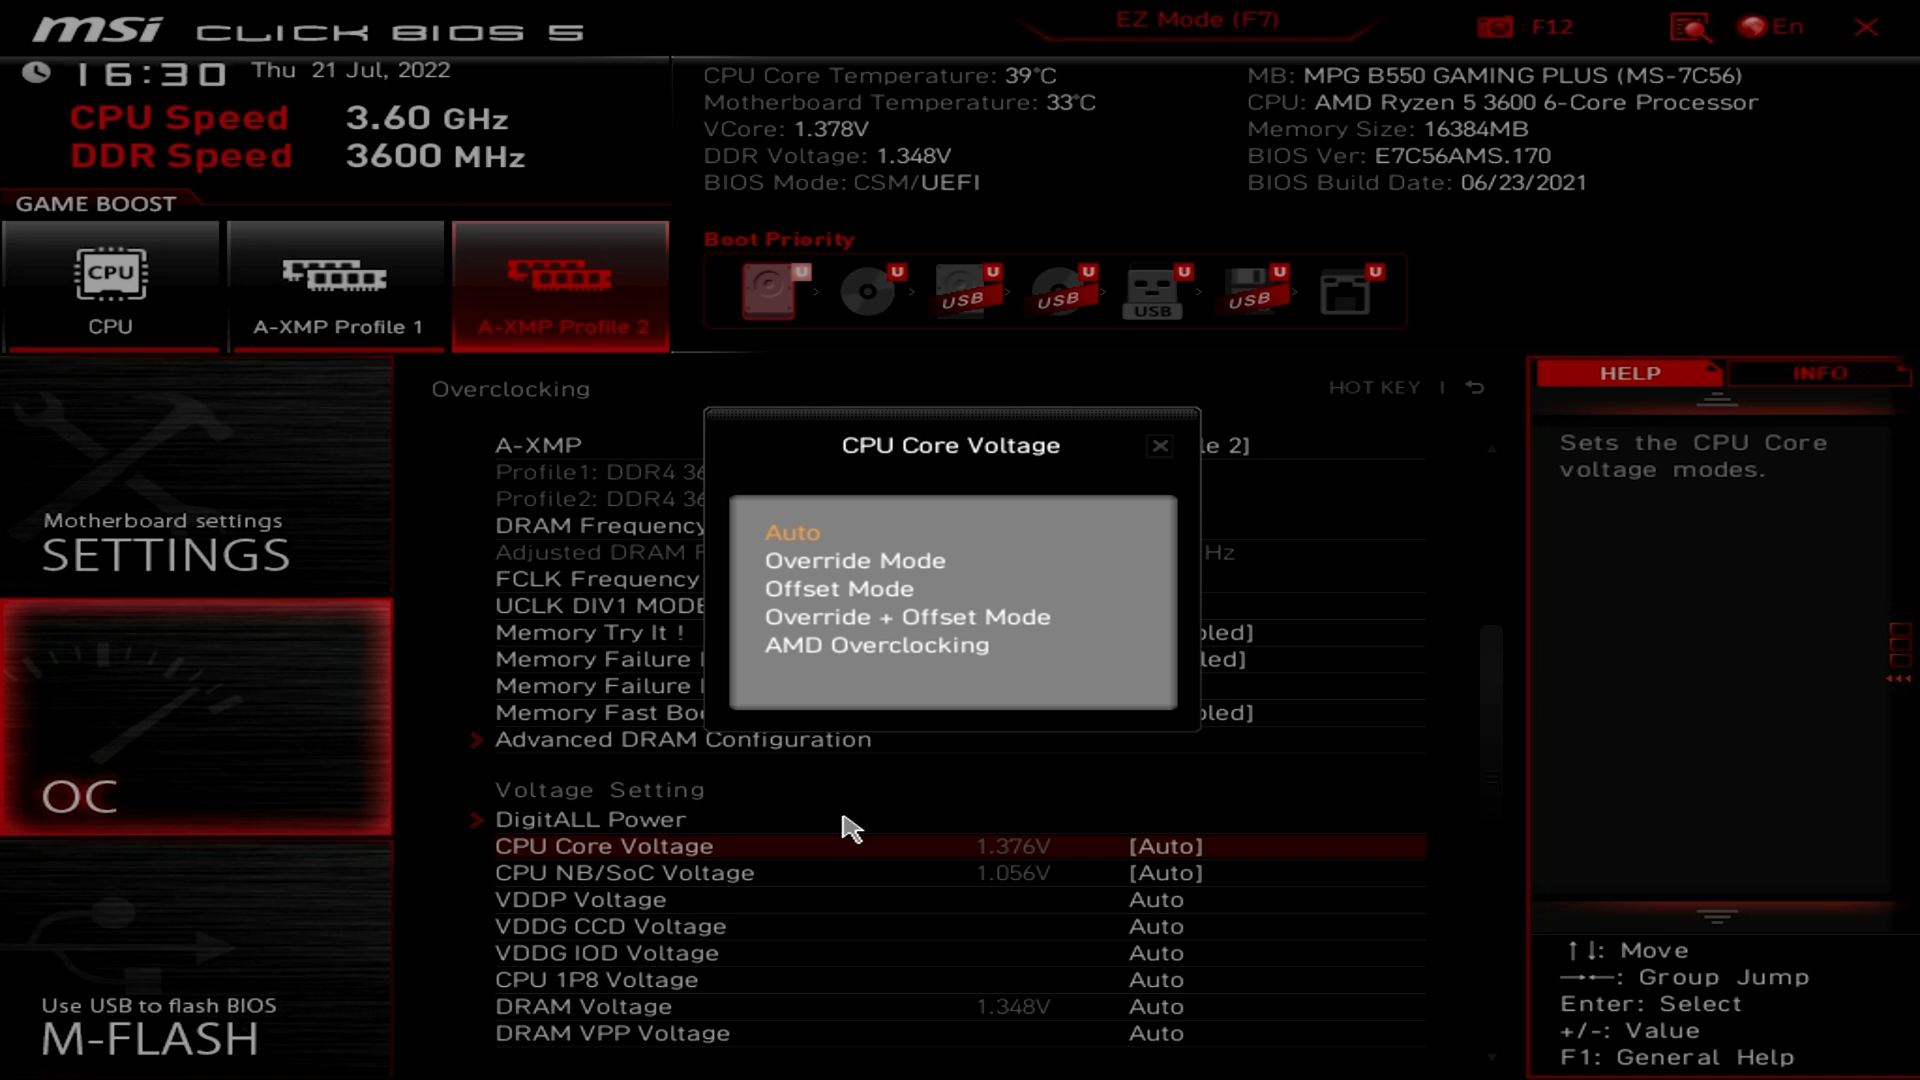 msi CLICK BIOS 5
EZ Mode (F7)
: F12
En
16:30 Thu 21 Jul, 2022
CPU Speed 3.60 GHz
DDR Speed 3600 MHz
CPU Core Temperature: 39°C
Motherboard Temperature: 33°C
VCore: 1.378V
DDR Voltage: 1.348V
BIOS Mode: CSM/UEFI
MB: MPG B550 GAMING PLUS (MS-7C56)
CPU: AMD Ryzen 5 3600 6-Core Processor
Memory Size: 16384MB
BIOS Ver: E7C56AMS.170
BIOS Build Date: 06/23/2021
GAME BOOST
CPU
CPU
A-XMP Profile 1
A-XMP Profile 2
Boot Priority
U U U U U U U
USB USB USB USB
Motherboard settings
SETTINGS
OC
Use USB to flash BIOS
M-FLASH
Overclocking
HOT KEY |
A-XMP le 2]
Profile1: DDR4 36
Profile2: DDR4 36
DRAM Frequency
Adjusted DRAM F Hz
FCLK Frequency
UCLK DIV1 MODE
Memory Try It ! bled]
Memory Failure led]
Memory Failure
Memory Fast Bo bled]
Advanced DRAM Configuration
Voltage Setting
DigitALL Power
CPU Core Voltage 1.376V [Auto]
CPU NB/SoC Voltage 1.056V [Auto]
VDDP Voltage Auto
VDDG CCD Voltage Auto
VDDG IOD Voltage Auto
CPU 1P8 Voltage Auto
DRAM Voltage 1.348V Auto
DRAM VPP Voltage Auto
CPU Core Voltage
Auto
Override Mode
Offset Mode
Override + Offset Mode
AMD Overclocking
HELP
INFO
Sets the CPU Core
voltage modes.
↑↓: Move
→←: Group Jump
Enter: Select
+/-: Value
F1: General Help